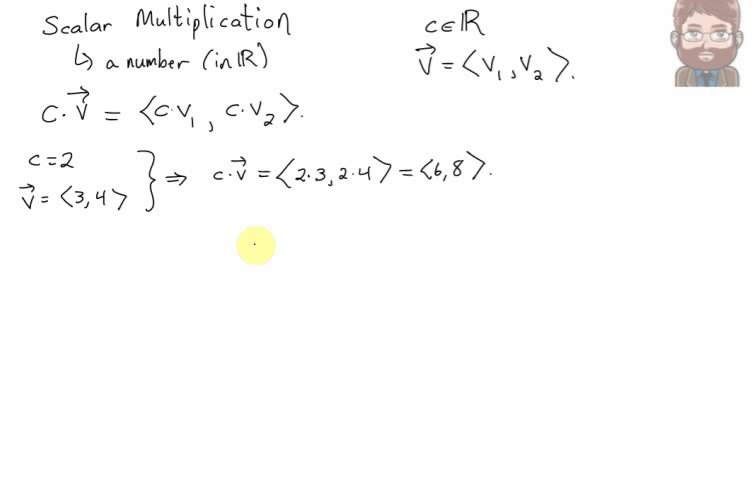 Scalar Multiplication
↳ a number (in ℝ)
c∈ℝ
v⃗ = ⟨v₁, v₂⟩.
c·v⃗ = ⟨c·v₁, c·v₂⟩.
c=2
v⃗ = ⟨3,4⟩
} ⇒ c·v⃗ = ⟨2·3, 2·4⟩ = ⟨6,8⟩.